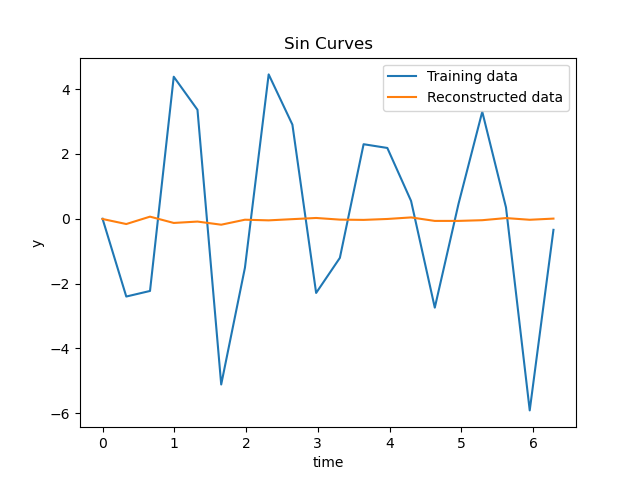 Sin Curves
Training data
Reconstructed data
4
2
0
−2
−4
−6
y
0 1 2 3 4 5 6
time